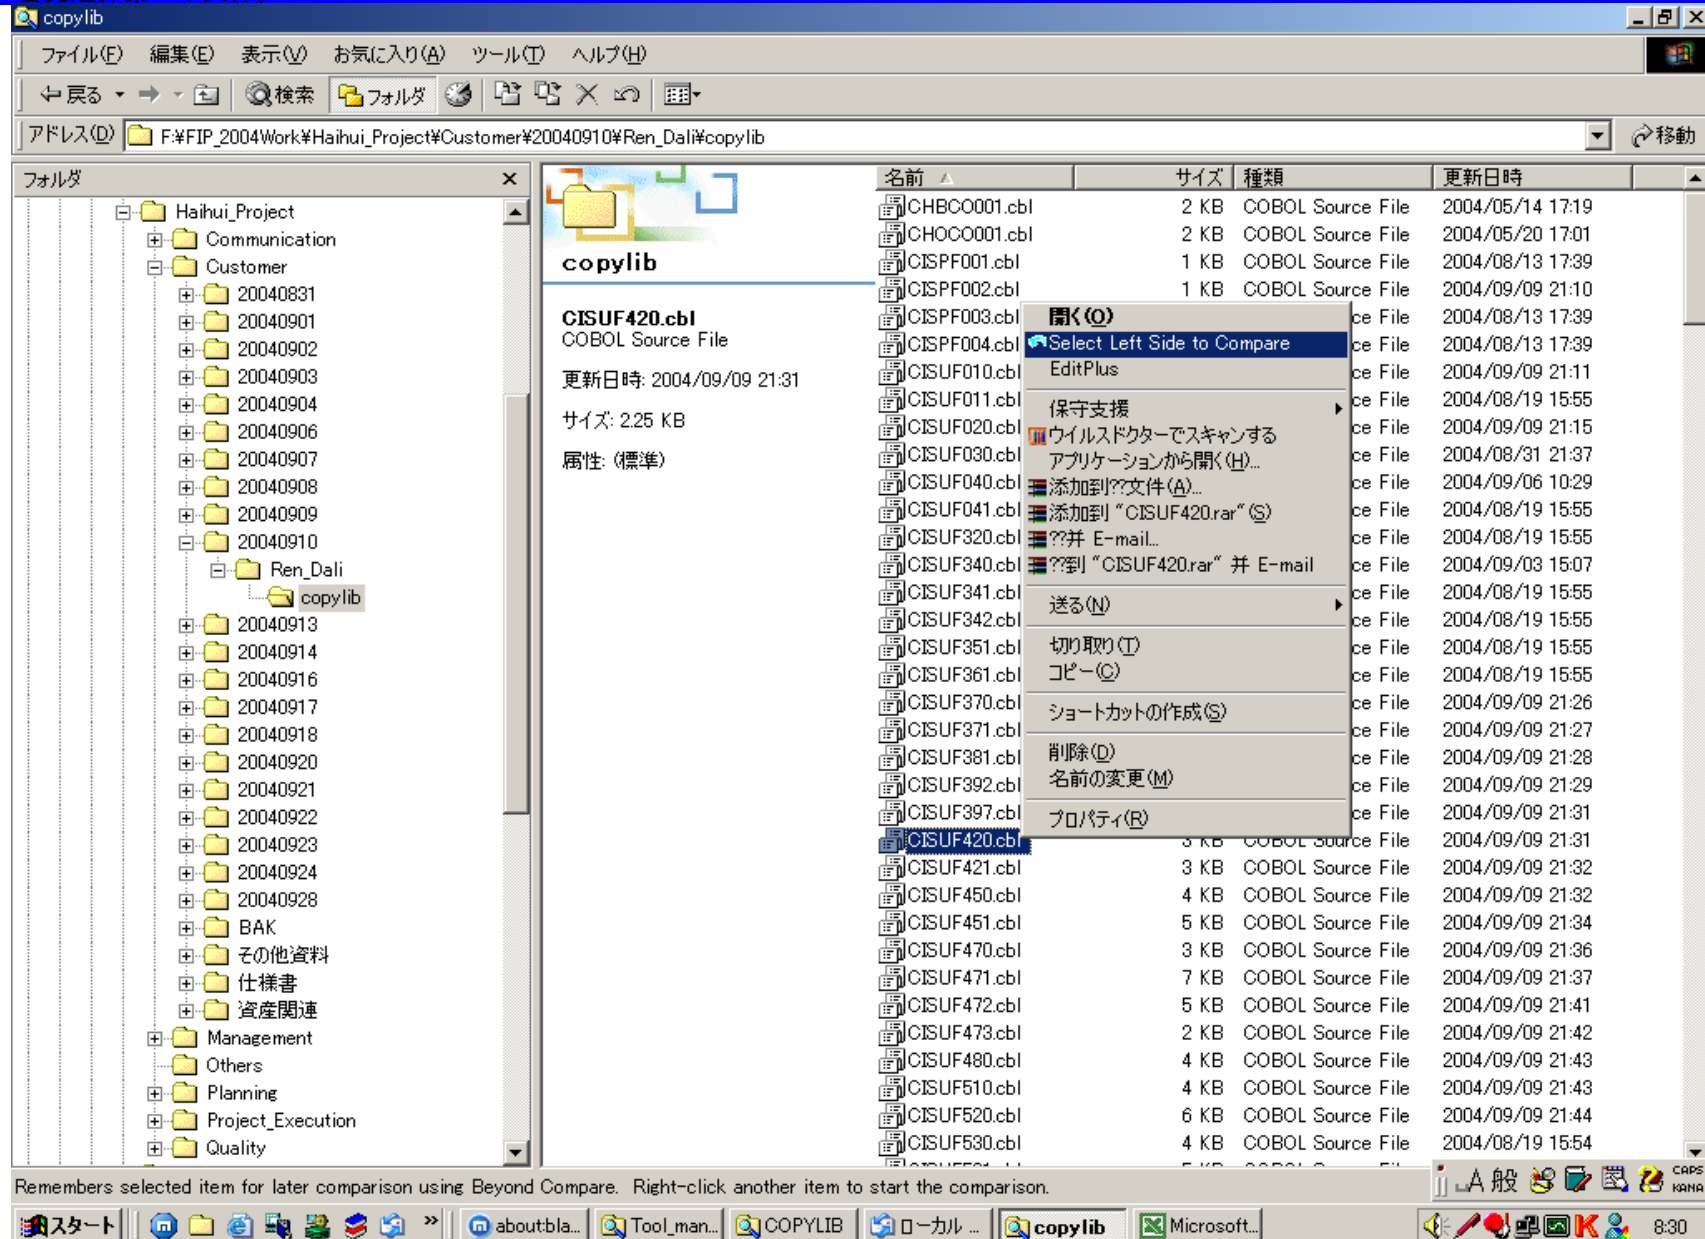 copylib
ファイル(F) 編集(E) 表示(V) お気に入り(A) ツール(T) ヘルプ(H)
戻る 検索 フォルダ
アドレス(D) F:¥FIP_2004Work¥Haihui_Project¥Customer¥20040910¥Ren_Dali¥copylib 移動
フォルダ
Haihui_Project
Communication
Customer
20040831
20040901
20040902
20040903
20040904
20040906
20040907
20040908
20040909
20040910
Ren_Dali
copylib
20040913
20040914
20040916
20040917
20040918
20040920
20040921
20040922
20040923
20040924
20040928
BAK
その他資料
仕様書
資産関連
Management
Others
Planning
Project_Execution
Quality
copylib
CISUF420.cbl
COBOL Source File
更新日時: 2004/09/09 21:31
サイズ: 2.25 KB
属性: (標準)
名前 サイズ 種類 更新日時
CHBCO001.cbl 2 KB COBOL Source File 2004/05/14 17:19
CHOCO001.cbl 2 KB COBOL Source File 2004/05/20 17:01
CISPF001.cbl 1 KB COBOL Source File 2004/08/13 17:39
CISPF002.cbl 1 KB COBOL Source File 2004/09/09 21:10
CISPF003.cbl ce File 2004/08/13 17:39
CISPF004.cbl ce File 2004/08/13 17:39
CISUF010.cbl ce File 2004/09/09 21:11
CISUF011.cbl ce File 2004/08/19 15:55
CISUF020.cbl ce File 2004/09/09 21:15
CISUF030.cbl ce File 2004/08/31 21:37
CISUF040.cbl ce File 2004/09/06 10:29
CISUF041.cbl ce File 2004/08/19 15:55
CISUF320.cbl ce File 2004/08/19 15:55
CISUF340.cbl ce File 2004/09/03 15:07
CISUF341.cbl ce File 2004/08/19 15:55
CISUF342.cbl ce File 2004/08/19 15:55
CISUF351.cbl ce File 2004/08/19 15:55
CISUF361.cbl ce File 2004/08/19 15:55
CISUF370.cbl ce File 2004/09/09 21:26
CISUF371.cbl ce File 2004/09/09 21:27
CISUF381.cbl ce File 2004/09/09 21:28
CISUF392.cbl ce File 2004/09/09 21:29
CISUF397.cbl ce File 2004/09/09 21:31
CISUF420.cbl 3 KB COBOL Source File 2004/09/09 21:31
CISUF421.cbl 3 KB COBOL Source File 2004/09/09 21:32
CISUF450.cbl 4 KB COBOL Source File 2004/09/09 21:32
CISUF451.cbl 5 KB COBOL Source File 2004/09/09 21:34
CISUF470.cbl 3 KB COBOL Source File 2004/09/09 21:36
CISUF471.cbl 7 KB COBOL Source File 2004/09/09 21:37
CISUF472.cbl 5 KB COBOL Source File 2004/09/09 21:41
CISUF473.cbl 2 KB COBOL Source File 2004/09/09 21:42
CISUF480.cbl 4 KB COBOL Source File 2004/09/09 21:43
CISUF510.cbl 4 KB COBOL Source File 2004/09/09 21:43
CISUF520.cbl 6 KB COBOL Source File 2004/09/09 21:44
CISUF530.cbl 4 KB COBOL Source File 2004/08/19 15:54
開く(O)
Select Left Side to Compare
EditPlus
保守支援
ウイルスドクターでスキャンする
アプリケーションから開く(H)...
添加到??文件(A)...
添加到 "CISUF420.rar"(S)
??并 E-mail...
??到 "CISUF420.rar" 并 E-mail
送る(N)
切り取り(T)
コピー(C)
ショートカットの作成(S)
削除(D)
名前の変更(M)
プロパティ(R)
Remembers selected item for later comparison using Beyond Compare. Right-click another item to start the comparison.
A 般 CAPS
KANA
スタート » about:bla... Tool_man... COPYLIB ローカル ... copylib Microsoft... 8:30